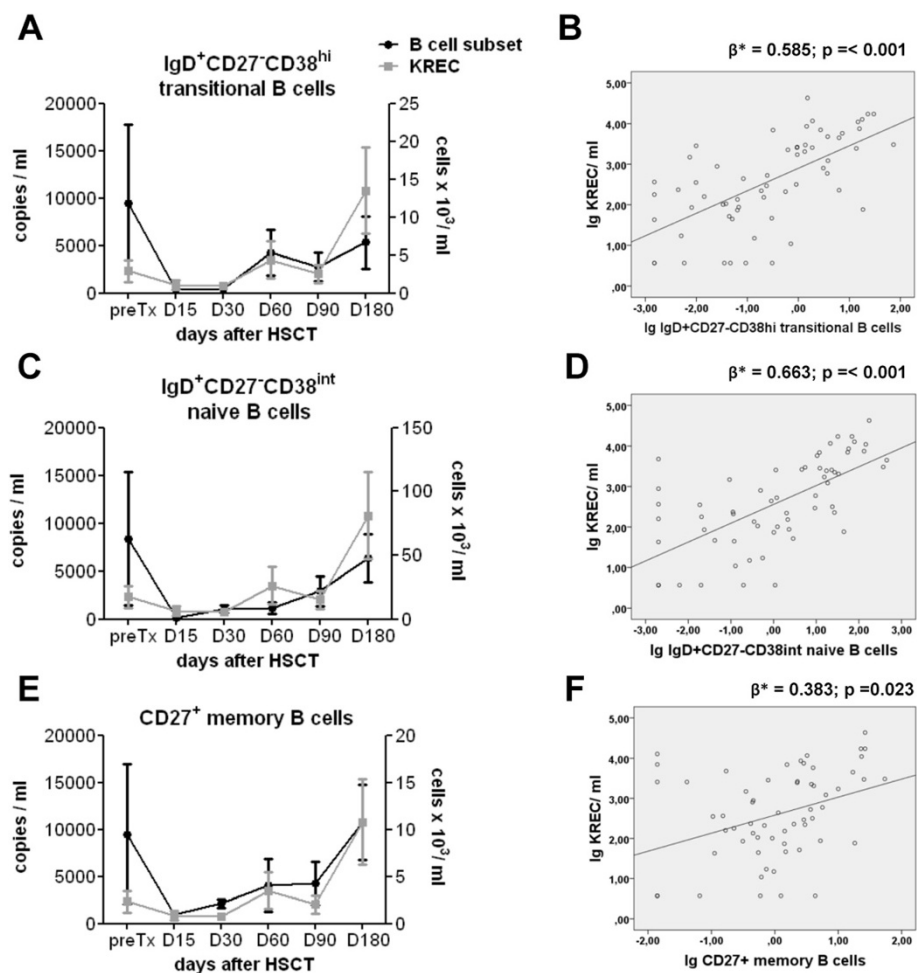 A
IgD⁺CD27⁻CD38ʰⁱ
transitional B cells
B cell subset
KREC
20000
15000
10000
5000
0
copies / ml
25
20
15
10
5
0
cells x 10³/ ml
preTx D15 D30 D60 D90 D180
days after HSCT
B
β* = 0.585; p =< 0.001
lg KREC/ ml
5,00
4,00
3,00
2,00
1,00
,00
-3,00 -2,00 -1,00 ,00 1,00 2,00
lg IgD+CD27-CD38hi transitional B cells
C
IgD⁺CD27⁻CD38ⁱⁿᵗ
naive B cells
20000
15000
10000
5000
0
copies / ml
150
100
50
0
cells x 10³/ ml
preTx D15 D30 D60 D90 D180
days after HSCT
D
β* = 0.663; p =< 0.001
lg KREC/ ml
5,00
4,00
3,00
2,00
1,00
,00
-4,00 -3,00 -2,00 -1,00 ,00 1,00 2,00 3,00
lg IgD+CD27-CD38int naive B cells
E
CD27⁺ memory B cells
20000
15000
10000
5000
0
copies / ml
20
15
10
5
0
cells x 10³/ ml
preTx D15 D30 D60 D90 D180
days after HSCT
F
β* = 0.383; p =0.023
lg KREC/ ml
5,00
4,00
3,00
2,00
1,00
,00
-2,00 -1,00 ,00 1,00 2,00
lg CD27+ memory B cells